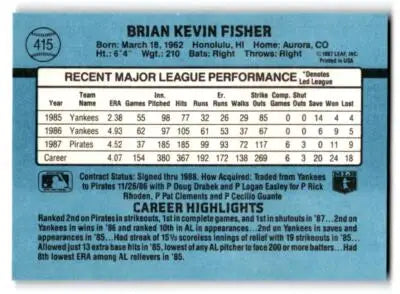 415
BRIAN KEVIN FISHER
Born: March 18, 1962 Honolulu, HI Home: Aurora, CO
Ht.: 6'4" Wgt.: 210 Bats: Right Throws: Right
© 1987 LEAF, INC.
Printed in USA
RECENT MAJOR LEAGUE PERFORMANCE *Denotes Led League
Year Team Name ERA Games Innings Pitched Hits Runs Er. Runs Walks Strike Outs Comp. Games Shut Outs Save Won Lost
1985 Yankees 2.38 55 98 77 32 26 29 85 0 0 14 4 4
1986 Yankees 4.93 62 97 105 61 53 37 67 0 0 6 9 5
1987 Pirates 4.52 37 185 185 99 93 72 117 6 3 0 11 9
Career 4.07 154 380 367 192 172 138 269 6 3 20 24 18
Contract Status: Signed thru 1988. How Acquired: Traded from Yankees
to Pirates 11/26/86 with P Doug Drabek and P Logan Easley for P Rick
Rhoden, P Pat Clements and P Cecilio Guante
CAREER HIGHLIGHTS
Ranked 2nd on Pirates in strikeouts, 1st in complete games, and 1st in shutouts in '87...2nd on
Yankees in wins in '86 and ranked 10th in AL in appearances...2nd on Yankees in saves and
appearances in '85...Had streak of 15⅓ scoreless innings of relief with 19 strikeouts in '85...
Allowed just 13 extra base hits in '85, lowest of any AL pitcher to face 200 or more batters...Had
8th lowest ERA among AL relievers in '85.